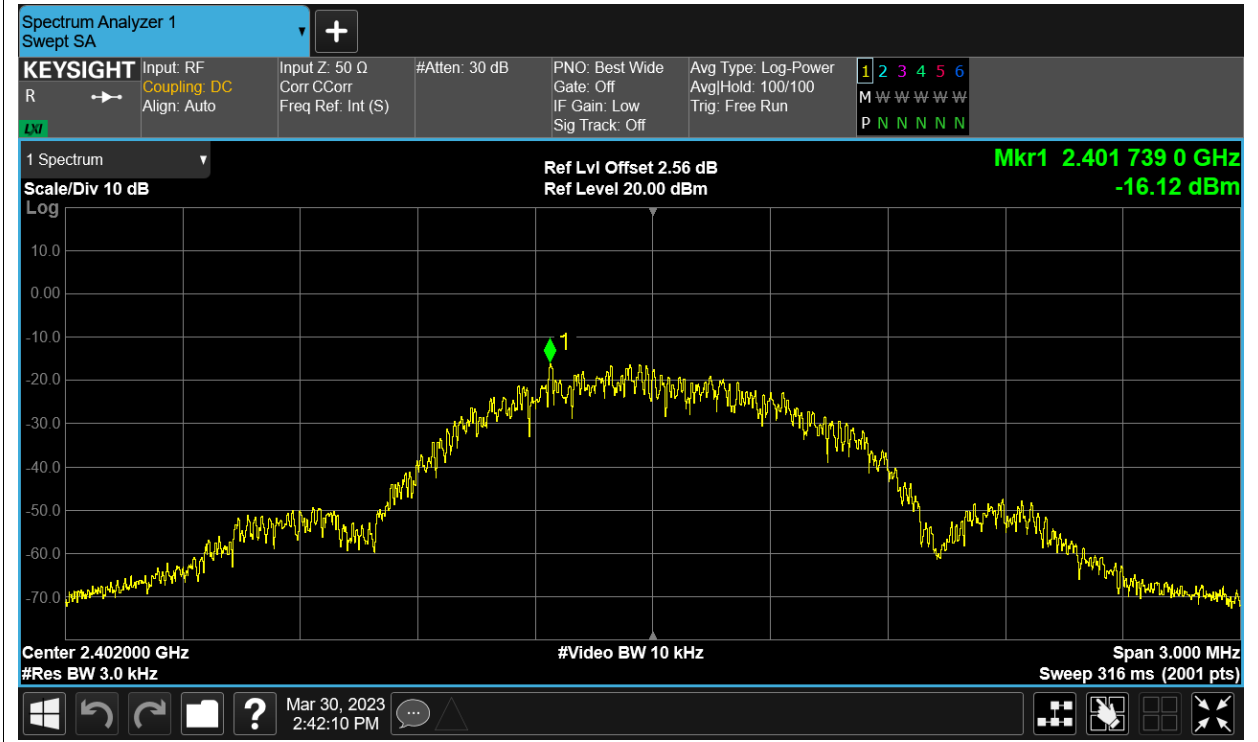 Spectrum Analyzer 1
Swept SA
+
KEYSIGHT
R
LXI
Input: RF
Coupling: DC
Align: Auto
Input Z: 50 Ω
Corr CCorr
Freq Ref: Int (S)
#Atten: 30 dB
PNO: Best Wide
Gate: Off
IF Gain: Low
Sig Track: Off
Avg Type: Log-Power
Avg|Hold: 100/100
Trig: Free Run
1 2 3 4 5 6
M W W W W W
P N N N N N
1 Spectrum
Scale/Div 10 dB
Log
Ref Lvl Offset 2.56 dB
Ref Level 20.00 dBm
Mkr1 2.401 739 0 GHz
-16.12 dBm
10.0
0.00
-10.0
1
-20.0
-30.0
-40.0
-50.0
-60.0
-70.0
Center 2.402000 GHz
#Video BW 10 kHz
Span 3.000 MHz
#Res BW 3.0 kHz
Sweep 316 ms (2001 pts)
?
Mar 30, 2023
2:42:10 PM